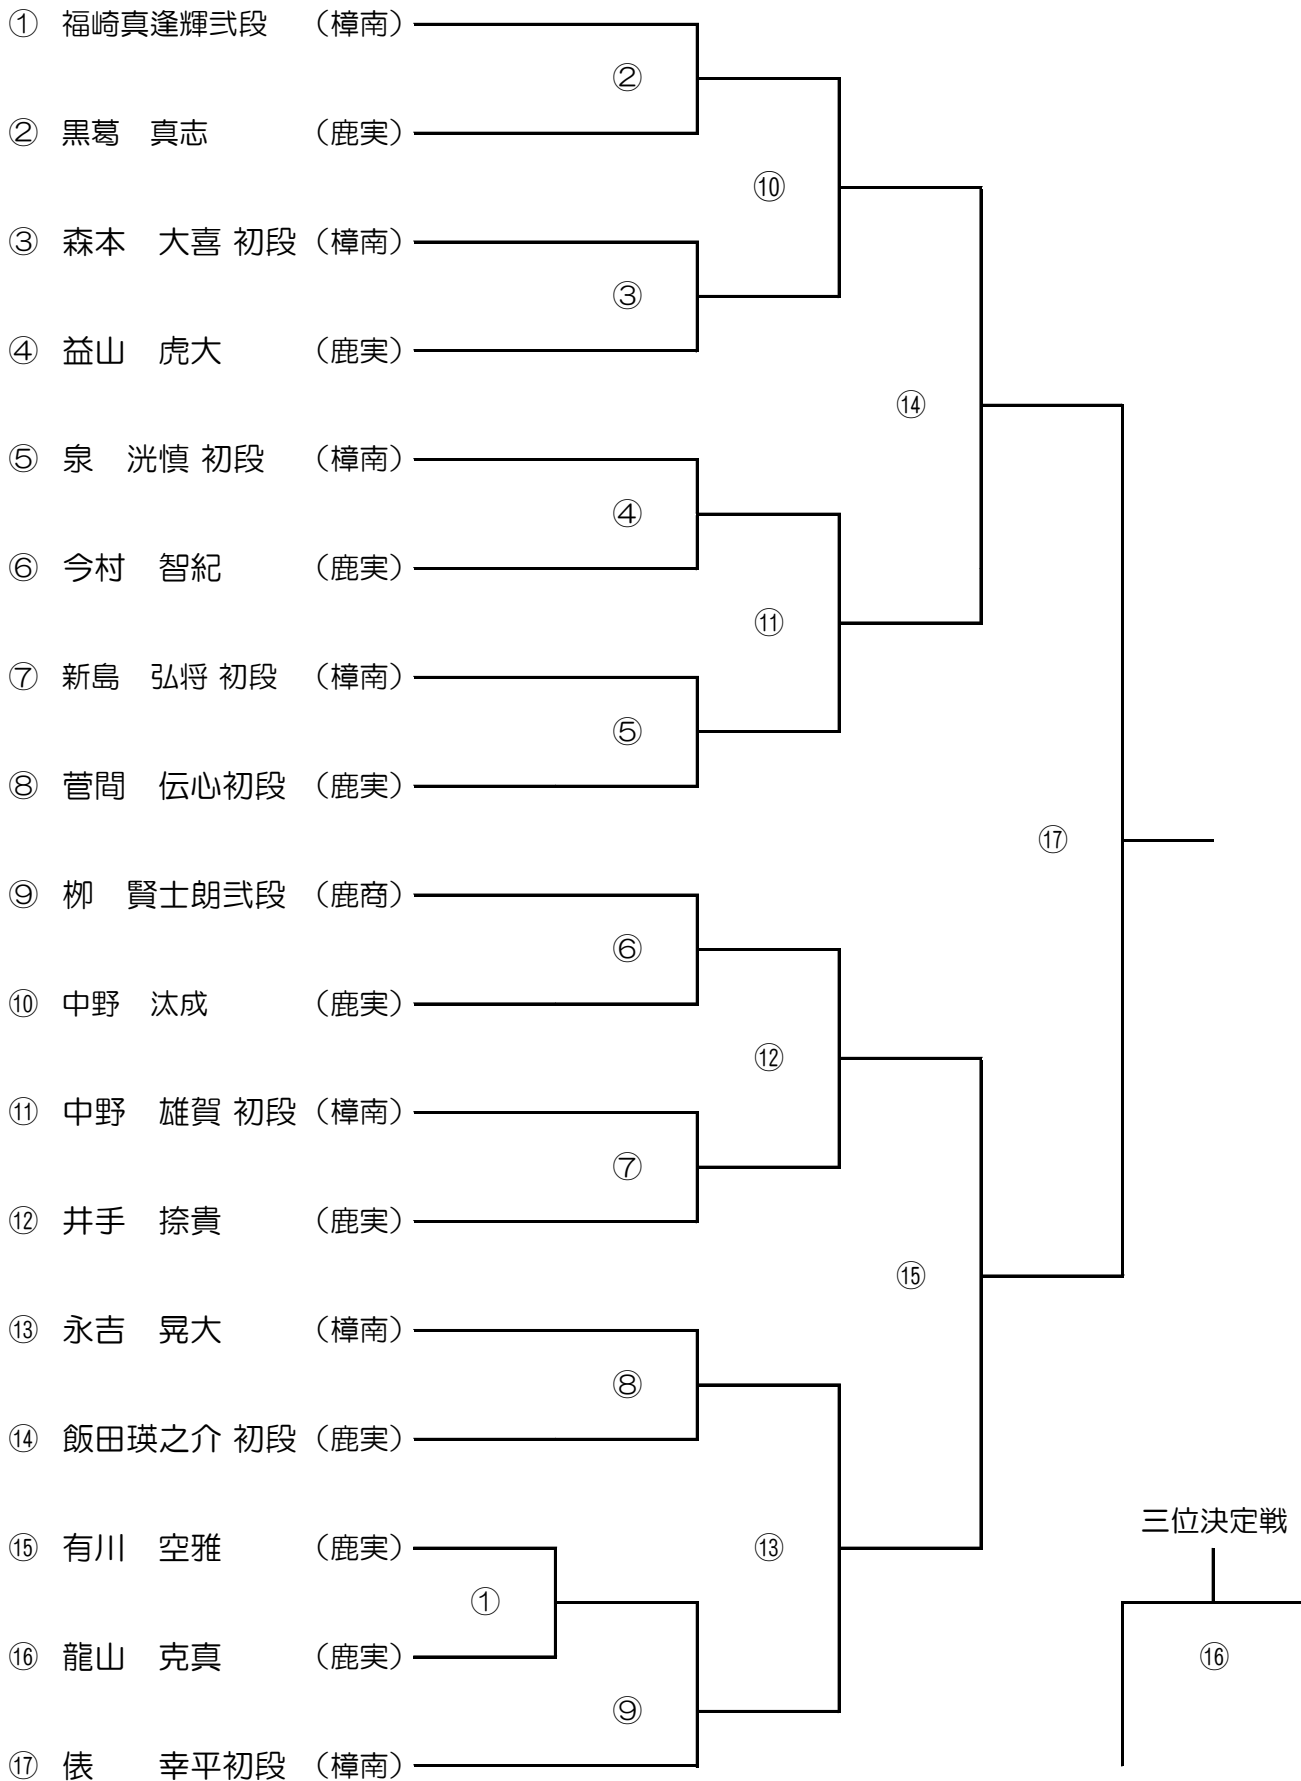 ① 福崎真逢輝弐段 （樟南）
②
② 黒葛　真志 （鹿実）
⑩
③ 森本　大喜 初段 （樟南）
③
④ 益山　虎大 （鹿実）
⑭
⑤ 泉　洸慎 初段 （樟南）
④
⑥ 今村　智紀 （鹿実）
⑪
⑦ 新島　弘将 初段 （樟南）
⑤
⑧ 菅間　伝心初段 （鹿実）
⑰
⑨ 栁　賢士朗弐段 （鹿商）
⑥
⑩ 中野　汰成 （鹿実）
⑫
⑪ 中野　雄賀 初段 （樟南）
⑦
⑫ 井手　捺貴 （鹿実）
⑮
⑬ 永吉　晃大 （樟南）
⑧
⑭ 飯田瑛之介 初段 （鹿実）
三位決定戦
⑮ 有川　空雅 （鹿実）
⑬
①
⑯ 龍山　克真 （鹿実）
⑯
⑨
⑰ 俵　　幸平初段 （樟南）